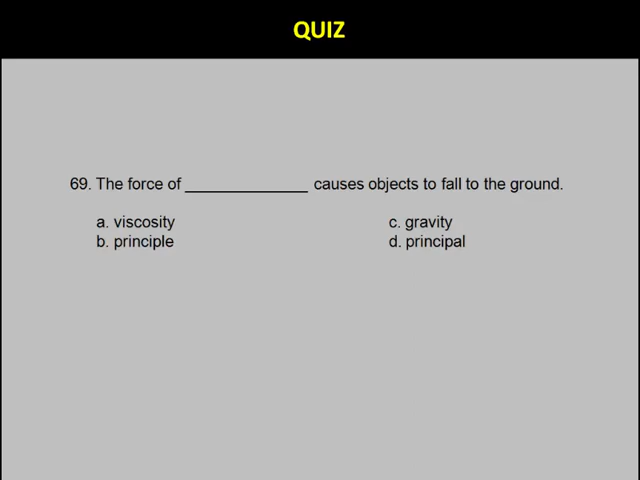 QUIZ
69. The force of ______________ causes objects to fall to the ground.
a. viscosity
b. principle
c. gravity
d. principal